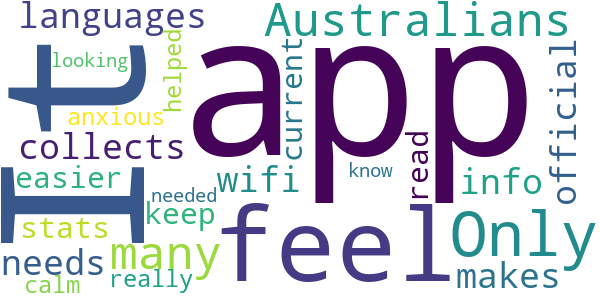 languages
Australians
It
looking
helped
app
current
official
anxious
collects
read
easier
wifi
know
info
needed
keep
stats
many
feel
Only
needs
really
makes
calm